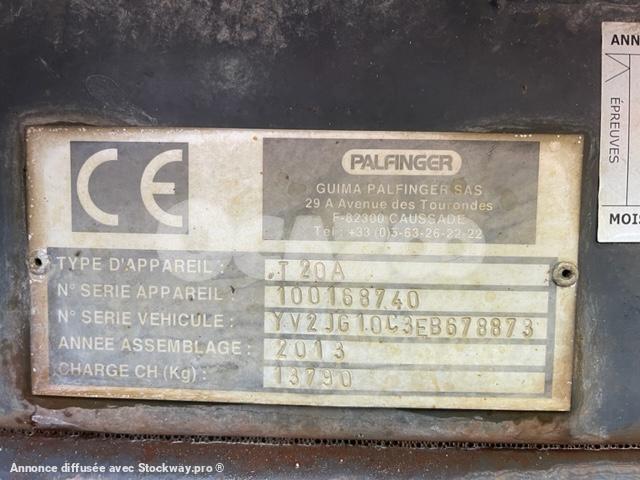 CE
PALFINGER
GUIMA PALFINGER SAS
29 A Avenue des Tourondes
F-82300 CAUSSADE
Tel : +33 (0)5-63-26-22-22
TYPE D'APPAREIL : T 20A
N° SERIE APPAREIL : 100168740
N° SERIE VEHICULE : YV2JG10C3EB678873
ANNEE ASSEMBLAGE : 2013
CHARGE CH (Kg) : 13790
ANN
ÉPREUVES
MOIS
Annonce diffusée avec Stockway.pro ®